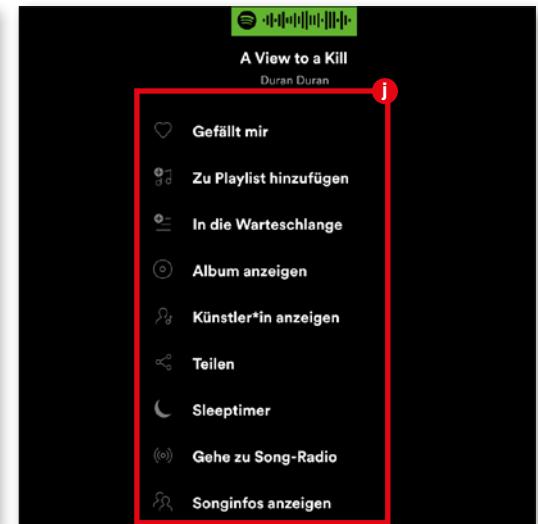 A View to a Kill
Duran Duran
j
Gefällt mir
Zu Playlist hinzufügen
In die Warteschlange
Album anzeigen
Künstler*in anzeigen
Teilen
Sleeptimer
Gehe zu Song-Radio
Songinfos anzeigen